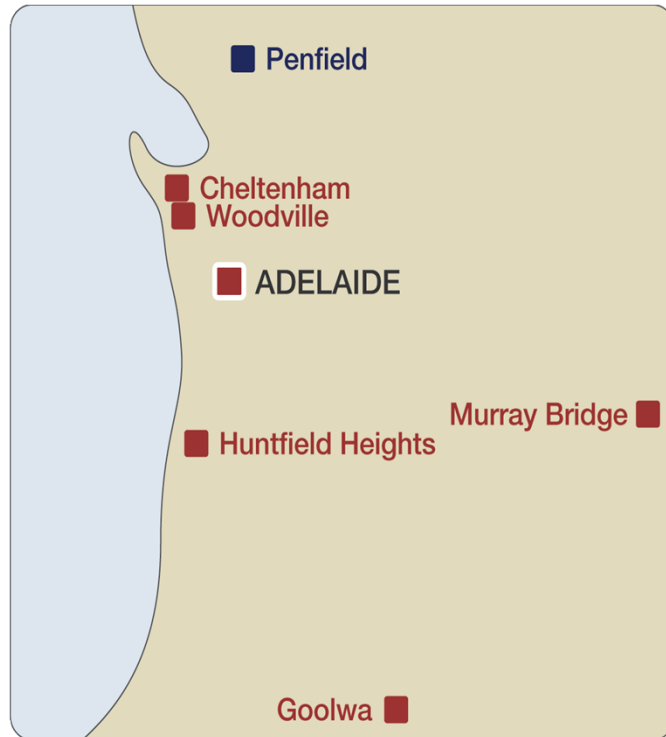 Penfield
Cheltenham
Woodville
ADELAIDE
Murray Bridge
Huntfield Heights
Goolwa